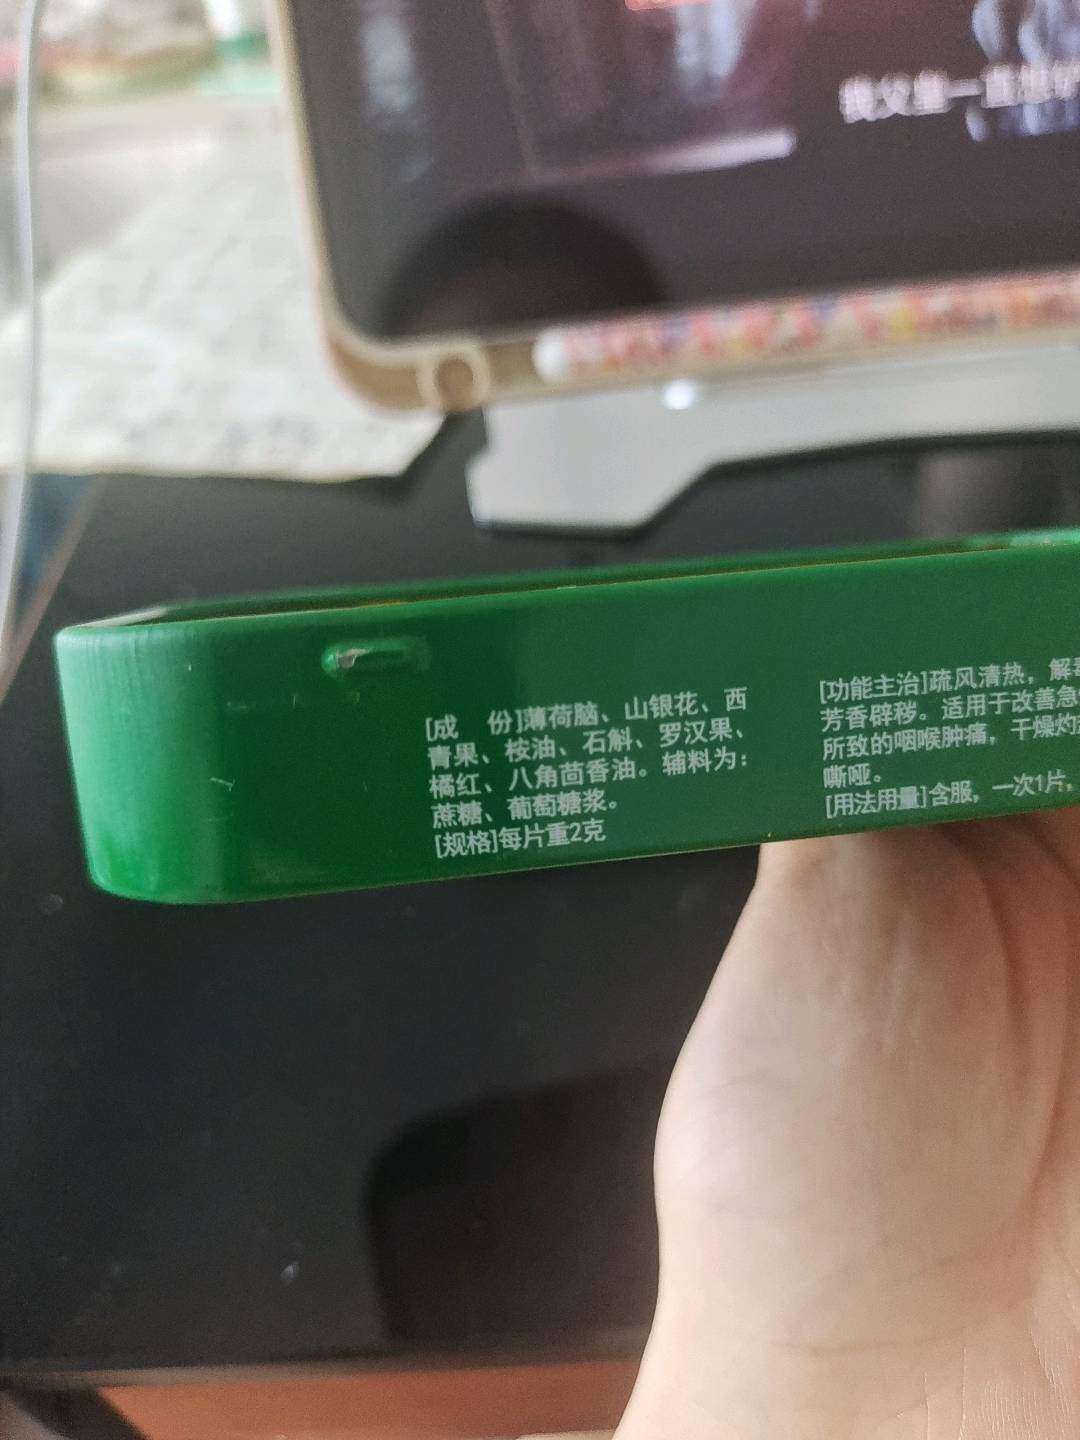 我父皇一直想
[成 份]薄荷脑、山银花、西
青果、桉油、石斛、罗汉果、
橘红、八角茴香油。辅料为：
蔗糖、葡萄糖浆。
[规格]每片重2克
[功能主治]疏风清热，解毒
芳香辟秽。适用于改善急
所致的咽喉肿痛，干燥灼
嘶哑。
[用法用量]含服，一次1片，